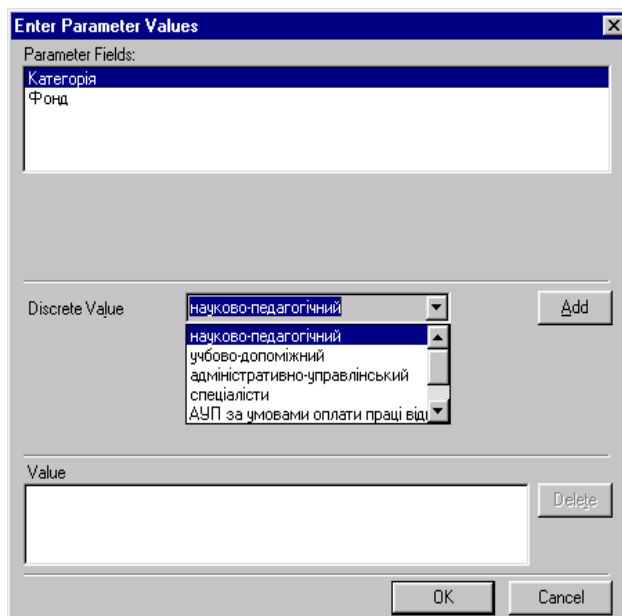 Enter Parameter Values
Parameter Fields:
Категорія
Фонд
Discrete Value
науково-педагогічний
Add
науково-педагогічний
учбово-допоміжний
адміністративно-управлінський
спеціалісти
АУП за умовами оплати праці
Value
Delete
OK
Cancel